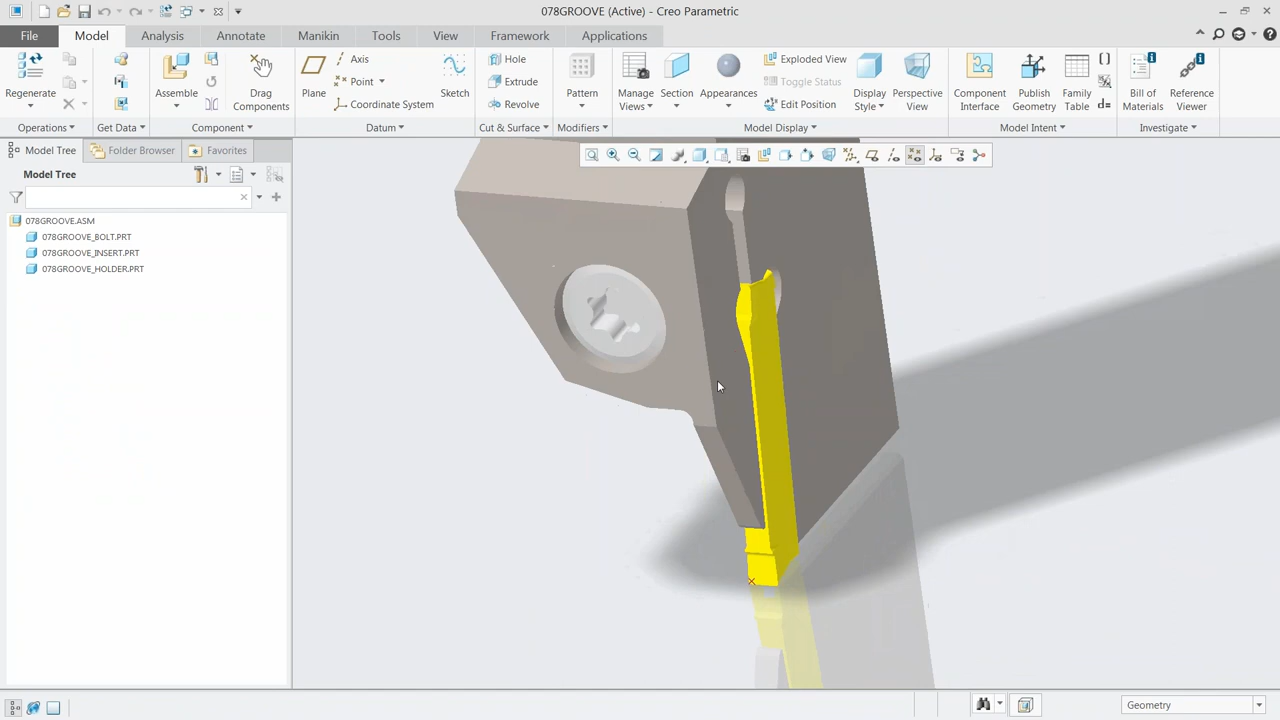 078GROOVE (Active) - Creo Parametric
File Model Analysis Annotate Manikin Tools View Framework Applications
Regenerate
Operations
Get Data
Assemble
Drag
Components
Component
Plane
Axis
Point
Coordinate System
Sketch
Datum
Hole
Extrude
Revolve
Cut & Surface
Pattern
Modifiers
Manage
Views
Section
Appearances
Exploded View
Toggle Status
Edit Position
Display
Style
Perspective
View
Model Display
Component
Interface
Publish
Geometry
Family
Table
Model Intent
Bill of
Materials
Reference
Viewer
Investigate
Model Tree Folder Browser Favorites
Model Tree
078GROOVE.ASM
078GROOVE_BOLT.PRT
078GROOVE_INSERT.PRT
078GROOVE_HOLDER.PRT
Geometry